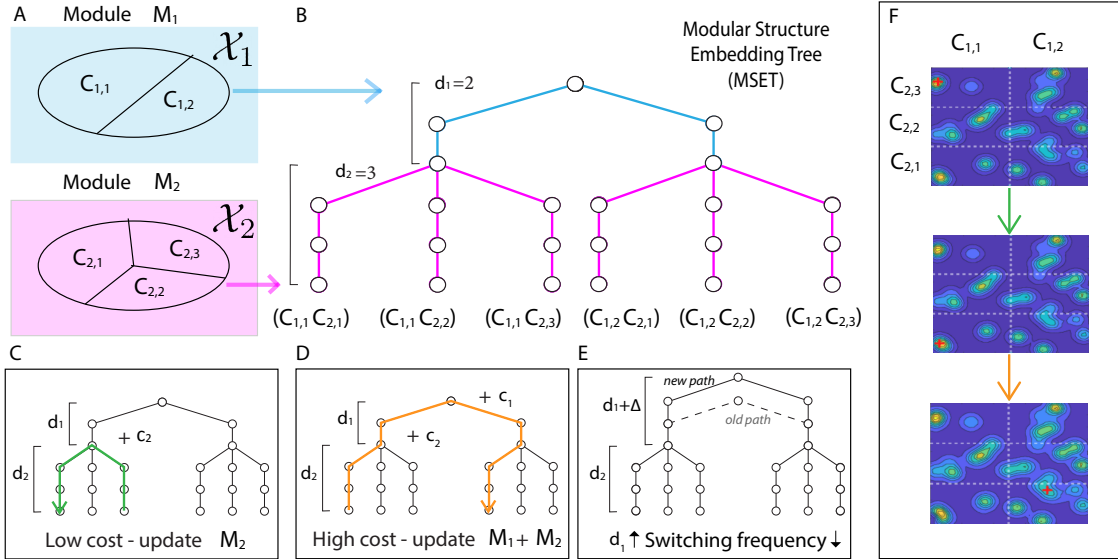 A
Module M₁
𝒳₁
C₁,₁
C₁,₂
Module M₂
𝒳₂
C₂,₁
C₂,₃
C₂,₂
B
Modular Structure
Embedding Tree
(MSET)
d₁=2
d₂=3
(C₁,₁ C₂,₁)
(C₁,₁ C₂,₂)
(C₁,₁ C₂,₃)
(C₁,₂ C₂,₁)
(C₁,₂ C₂,₂)
(C₁,₂ C₂,₃)
C
d₁
+ c₂
d₂
Low cost - update M₂
D
+ c₁
d₁
+ c₂
d₂
High cost - update M₁+ M₂
E
new path
d₁+Δ
old path
d₂
d₁ ↑ Switching frequency ↓
F
C₁,₁ C₁,₂
C₂,₃
C₂,₂
C₂,₁